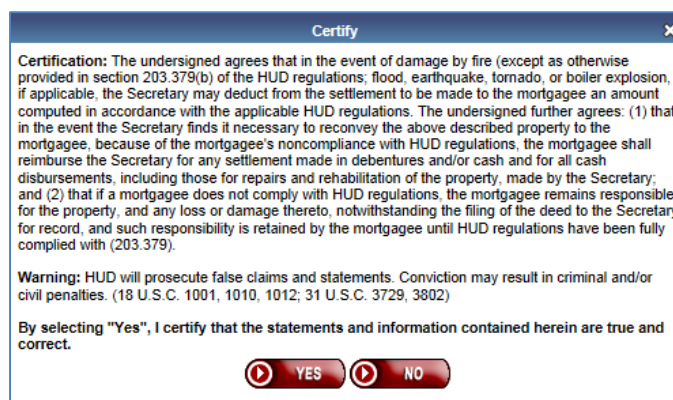 Certify
Certification: The undersigned agrees that in the event of damage by fire (except as otherwise
provided in section 203.379(b) of the HUD regulations; flood, earthquake, tornado, or boiler explosion,
if applicable, the Secretary may deduct from the settlement to be made to the mortgagee an amount
computed in accordance with the applicable HUD regulations. The undersigned further agrees: (1) that
in the event the Secretary finds it necessary to reconvey the above described property to the
mortgagee, because of the mortgagee's noncompliance with HUD regulations, the mortgagee shall
reimburse the Secretary for any settlement made in debentures and/or cash and for all cash
disbursements, including those for repairs and rehabilitation of the property, made by the Secretary;
and (2) that if a mortgagee does not comply with HUD regulations, the mortgagee remains responsible
for the property, and any loss or damage thereto, notwithstanding the filing of the deed to the Secretary
for record, and such responsibility is retained by the mortgagee until HUD regulations have been fully
complied with (203.379).
Warning: HUD will prosecute false claims and statements. Conviction may result in criminal and/or
civil penalties. (18 U.S.C. 1001, 1010, 1012; 31 U.S.C. 3729, 3802)
By selecting "Yes", I certify that the statements and information contained herein are true and
correct.
YES NO